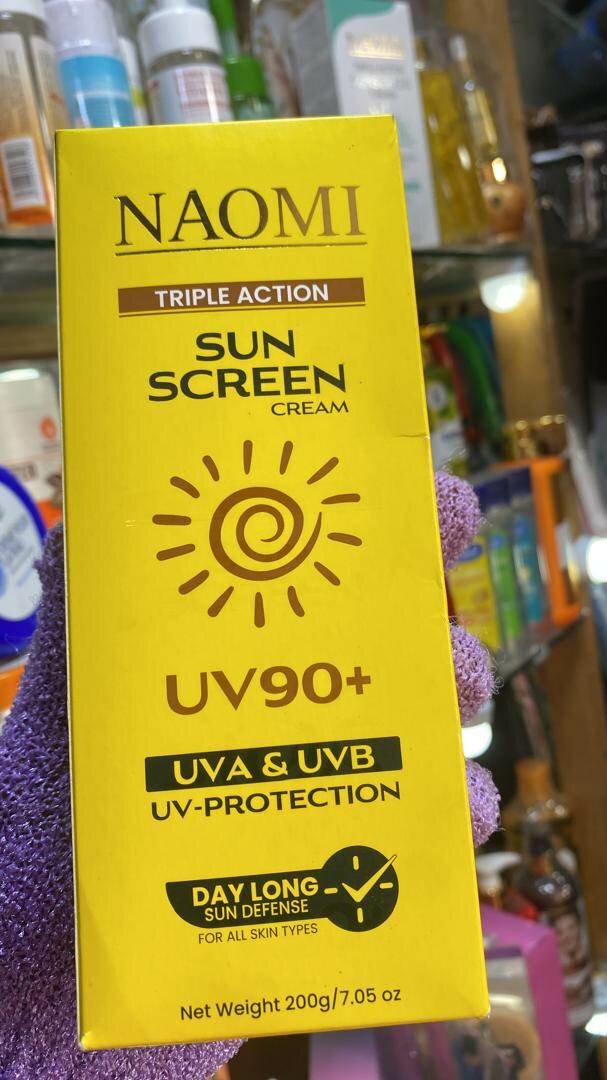 NAOMI
TRIPLE ACTION
SUN
SCREEN
CREAM
UV90+
UVA & UVB
UV-PROTECTION
DAY LONG
SUN DEFENSE
FOR ALL SKIN TYPES
Net Weight 200g/7.05 oz